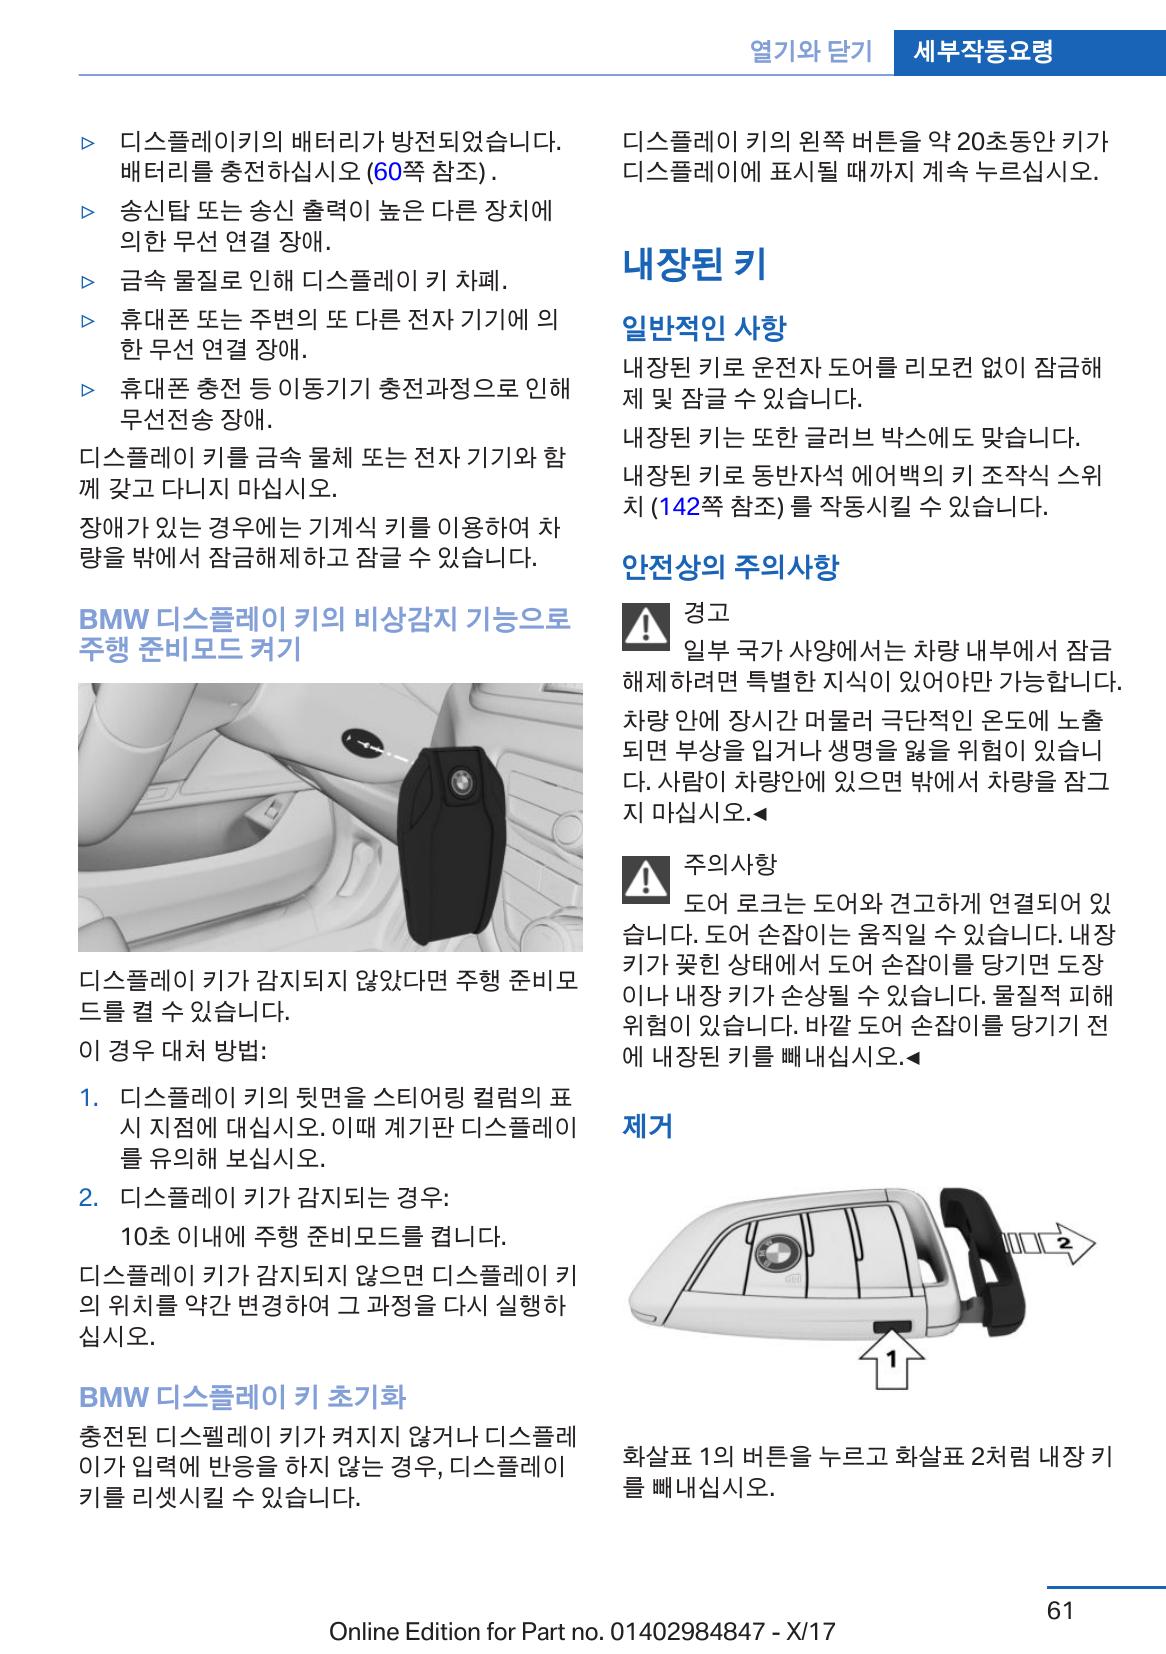 열기와 닫기 세부작동요령
▷ 디스플레이키의 배터리가 방전되었습니다.
배터리를 충전하십시오 (60쪽 참조) .
▷ 송신탑 또는 송신 출력이 높은 다른 장치에
의한 무선 연결 장애.
▷ 금속 물질로 인해 디스플레이 키 차폐.
▷ 휴대폰 또는 주변의 또 다른 전자 기기에 의
한 무선 연결 장애.
▷ 휴대폰 충전 등 이동기기 충전과정으로 인해
무선전송 장애.
디스플레이 키를 금속 물체 또는 전자 기기와 함
께 갖고 다니지 마십시오.
장애가 있는 경우에는 기계식 키를 이용하여 차
량을 밖에서 잠금해제하고 잠글 수 있습니다.
BMW 디스플레이 키의 비상감지 기능으로
주행 준비모드 켜기
디스플레이 키가 감지되지 않았다면 주행 준비모
드를 켤 수 있습니다.
이 경우 대처 방법:
1. 디스플레이 키의 뒷면을 스티어링 컬럼의 표
시 지점에 대십시오. 이때 계기판 디스플레이
를 유의해 보십시오.
2. 디스플레이 키가 감지되는 경우:
10초 이내에 주행 준비모드를 켭니다.
디스플레이 키가 감지되지 않으면 디스플레이 키
의 위치를 약간 변경하여 그 과정을 다시 실행하
십시오.
BMW 디스플레이 키 초기화
충전된 디스펠레이 키가 켜지지 않거나 디스플레
이가 입력에 반응을 하지 않는 경우, 디스플레이
키를 리셋시킬 수 있습니다.
디스플레이 키의 왼쪽 버튼을 약 20초동안 키가
디스플레이에 표시될 때까지 계속 누르십시오.
내장된 키
일반적인 사항
내장된 키로 운전자 도어를 리모컨 없이 잠금해
제 및 잠글 수 있습니다.
내장된 키는 또한 글러브 박스에도 맞습니다.
내장된 키로 동반자석 에어백의 키 조작식 스위
치 (142쪽 참조) 를 작동시킬 수 있습니다.
안전상의 주의사항
경고
일부 국가 사양에서는 차량 내부에서 잠금
해제하려면 특별한 지식이 있어야만 가능합니다.
차량 안에 장시간 머물러 극단적인 온도에 노출
되면 부상을 입거나 생명을 잃을 위험이 있습니
다. 사람이 차량안에 있으면 밖에서 차량을 잠그
지 마십시오.◄
주의사항
도어 로크는 도어와 견고하게 연결되어 있
습니다. 도어 손잡이는 움직일 수 있습니다. 내장
키가 꽂힌 상태에서 도어 손잡이를 당기면 도장
이나 내장 키가 손상될 수 있습니다. 물질적 피해
위험이 있습니다. 바깥 도어 손잡이를 당기기 전
에 내장된 키를 빼내십시오.◄
제거
2
1
화살표 1의 버튼을 누르고 화살표 2처럼 내장 키
를 빼내십시오.
61
Online Edition for Part no. 01402984847 - X/17